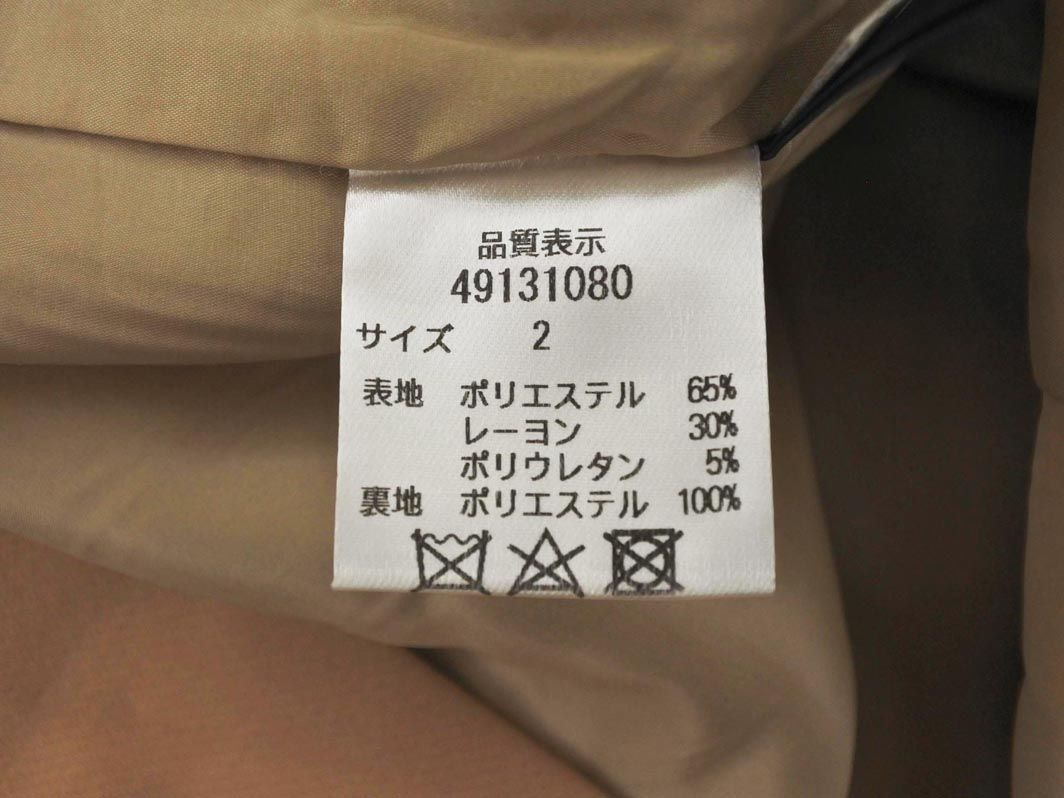 品質表示
49131080
サイズ 2
表地 ポリエステル 65%
レーヨン 30%
ポリウレタン 5%
裏地 ポリエステル 100%